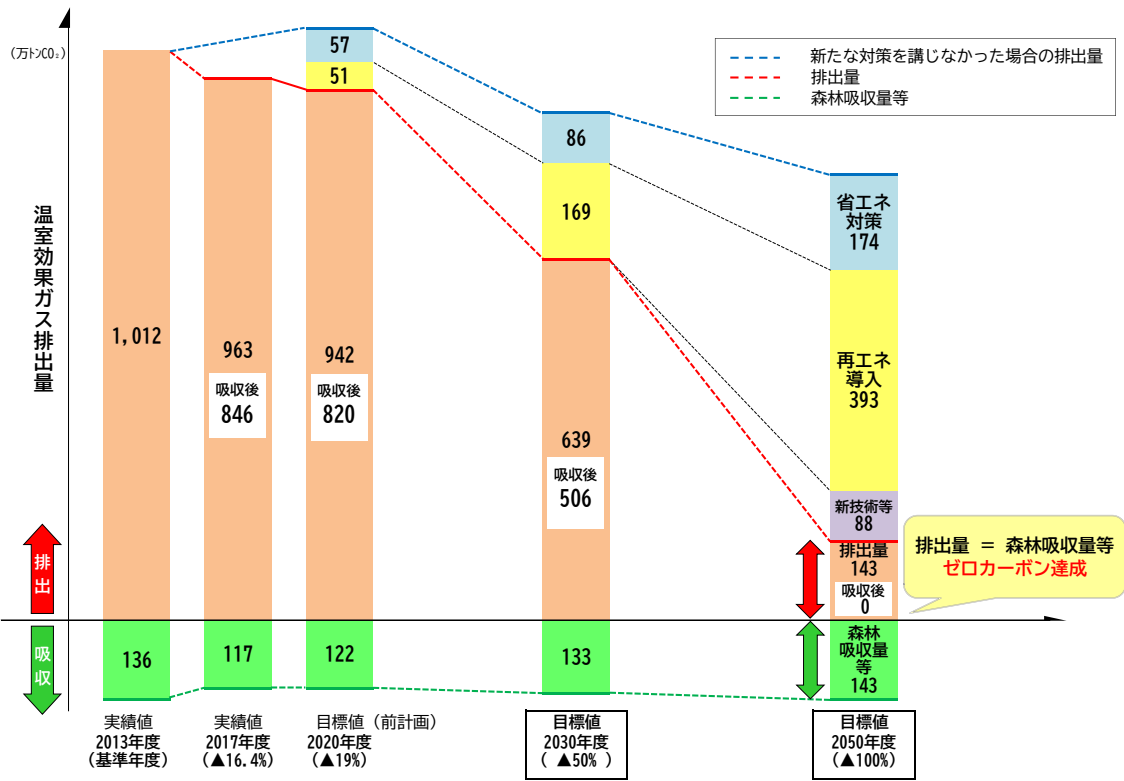 (万トンCO₂)
温室効果ガス排出量
排出
吸収
新たな対策を講じなかった場合の排出量
排出量
森林吸収量等
1,012
136
実績値
2013年度
(基準年度)
963
吸収後
846
117
実績値
2017年度
(▲16.4%)
57
51
942
吸収後
820
122
目標値（前計画）
2020年度
(▲19%)
86
169
639
吸収後
506
133
目標値
2030年度
( ▲50% )
省エネ
対策
174
再エネ
導入
393
新技術等
88
排出量
143
吸収後
0
森林
吸収量
等
143
目標値
2050年度
(▲100%)
排出量 ＝ 森林吸収量等
ゼロカーボン達成